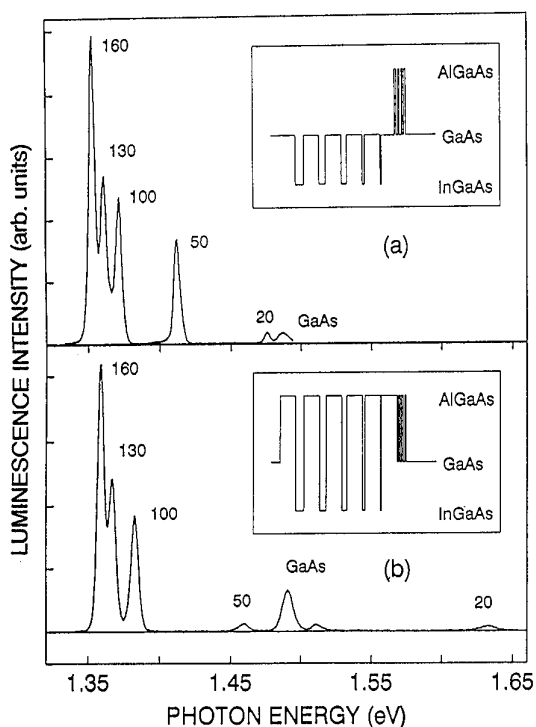 LUMINESCENCE INTENSITY (arb. units)
160
130
100
50
20
GaAs
AlGaAs
GaAs
InGaAs
(a)
160
130
100
50
GaAs
20
AlGaAs
GaAs
InGaAs
(b)
1.35
1.45
1.55
1.65
PHOTON ENERGY (eV)